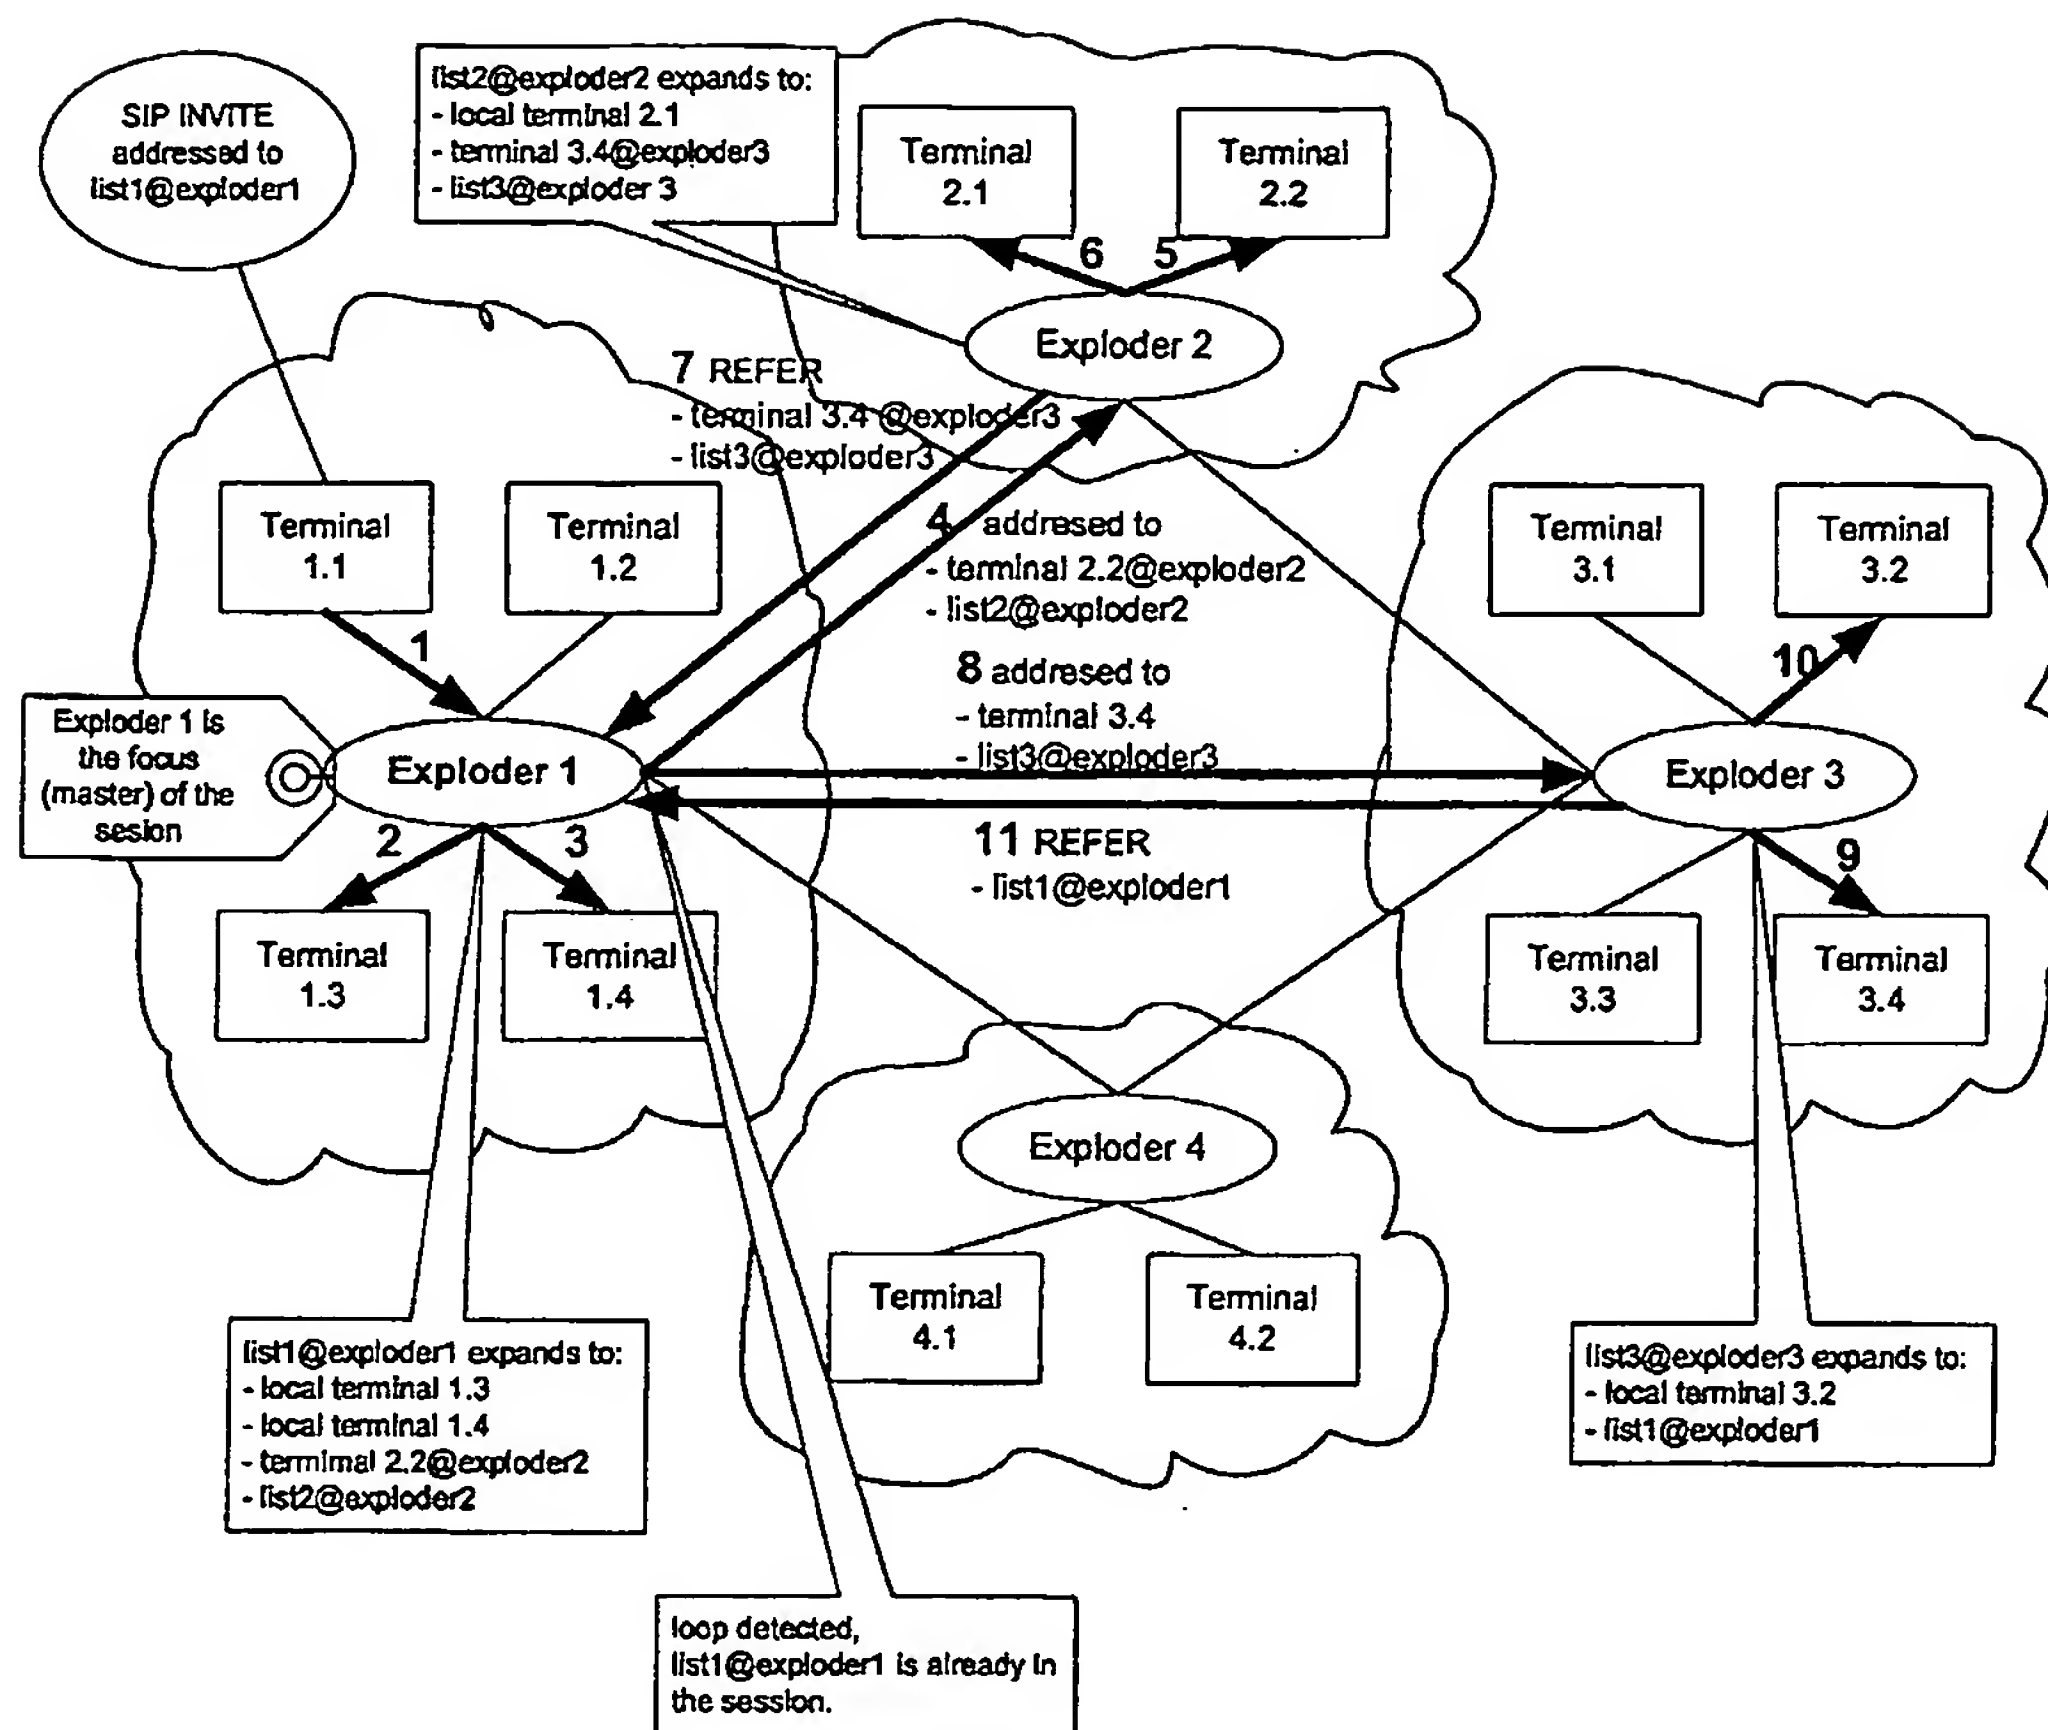 SIP INVITE
addressed to
list1@exploder1
list2@exploder2 expands to:
- local terminal 2.1
- terminal 3.4@exploder3
- list3@exploder 3
Terminal
2.1
Terminal
2.2
6
5
Exploder 2
7 REFER
- terminal 3.4 @exploder3
- list3@exploder3
Terminal
1.1
Terminal
1.2
1
4 addresed to
- terminal 2.2@exploder2
- list2@exploder2
8 addresed to
- terminal 3.4
- list3@exploder3
Terminal
3.1
Terminal
3.2
10
Exploder 1 is
the focus
(master) of the
sesion
Exploder 1
Exploder 3
2
3
11 REFER
- list1@exploder1
9
Terminal
1.3
Terminal
1.4
Terminal
3.3
Terminal
3.4
Exploder 4
Terminal
4.1
Terminal
4.2
list1@exploder1 expands to:
- local terminal 1.3
- local terminal 1.4
- termimal 2.2@exploder2
- list2@exploder2
list3@exploder3 expands to:
- local terminal 3.2
- list1@exploder1
loop detected,
list1@exploder1 is already in
the session.